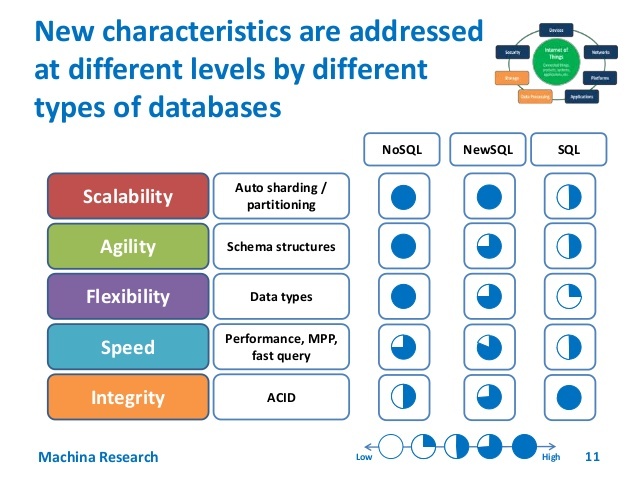 New characteristics are addressed
at different levels by different
types of databases
Devices
Security
Networks
Internet of
Things
Storage
Platforms
Data Processing
Applications
NoSQL
NewSQL
SQL
Scalability
Auto sharding /
partitioning
Agility
Schema structures
Flexibility
Data types
Speed
Performance, MPP,
fast query
Integrity
ACID
Machina Research
Low
High
11